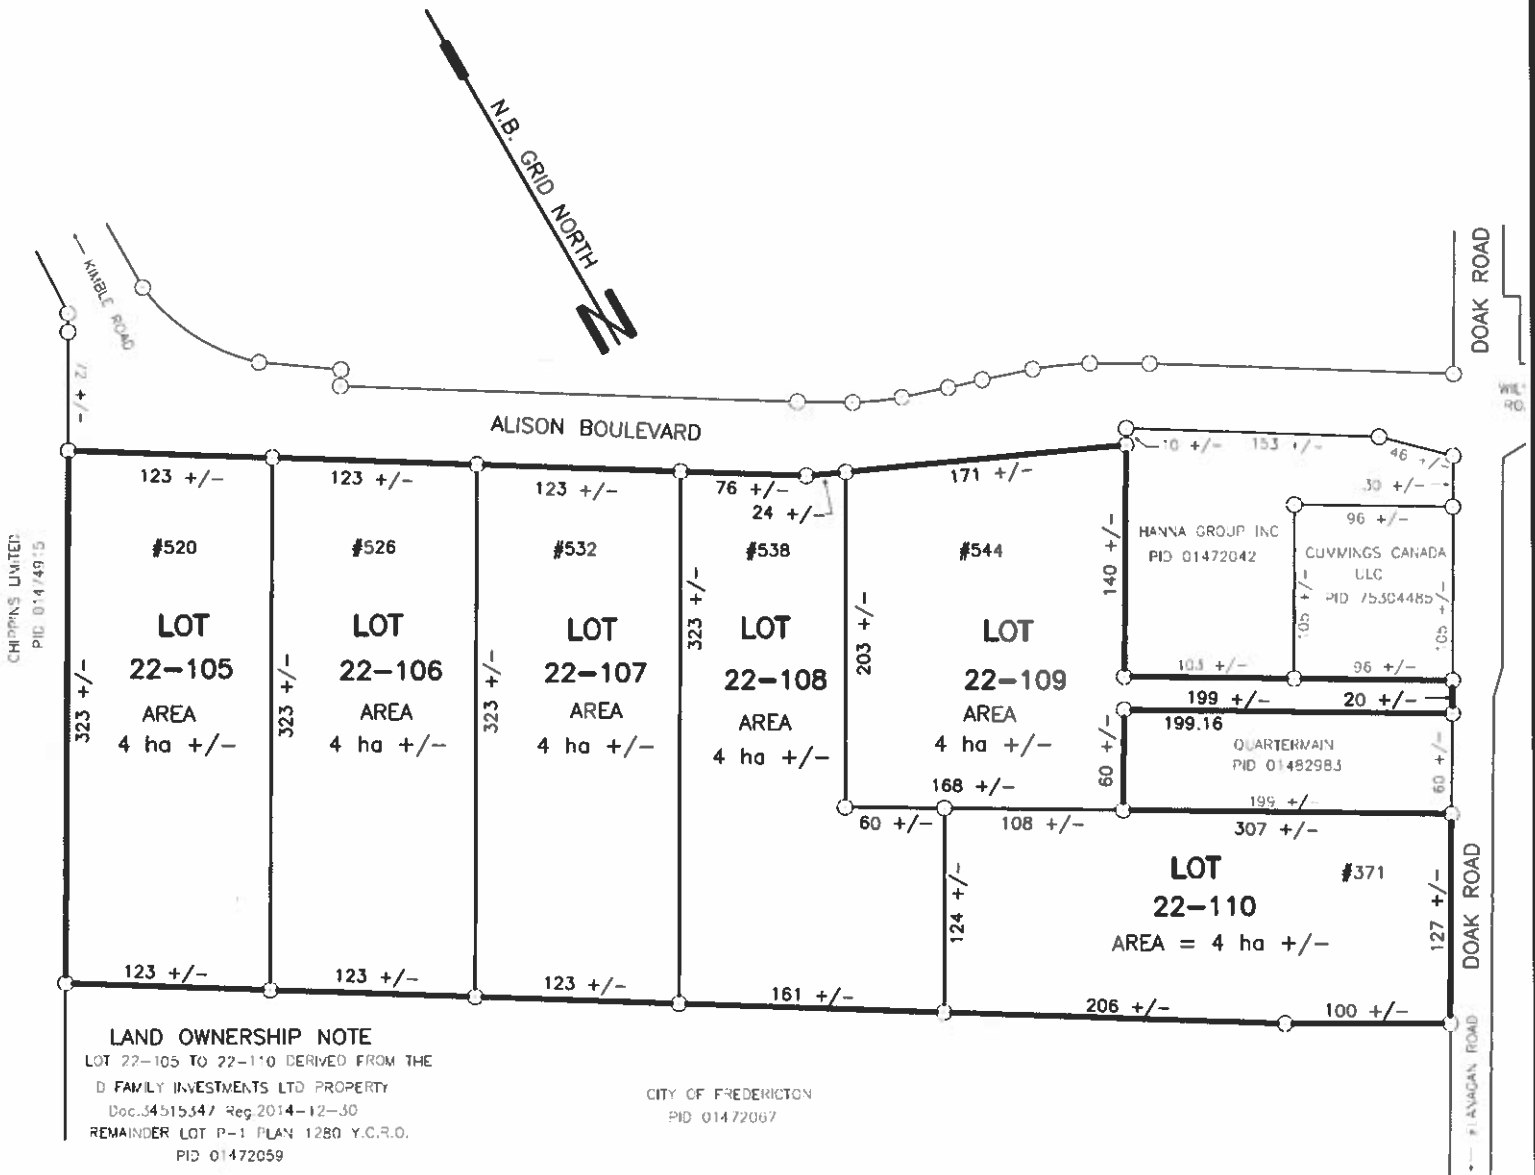 N.B. GRID NORTH
N
KIMBLE ROAD
DOAK ROAD
72 +/-
ALISON BOULEVARD
10 +/-
153 +/-
46 +/-
30 +/-
123 +/-
123 +/-
123 +/-
76 +/-
24 +/-
171 +/-
96 +/-
#520
#526
#532
#538
#544
140 +/-
HANNA GROUP INC
PID 01472042
CUMMINGS CANADA
ULC
PID 75304485
105 +/-
105 +/-
CHIPPINS LIMITED
PID 01474915
LOT
22-105
AREA
4 ha +/-
LOT
22-106
AREA
4 ha +/-
LOT
22-107
AREA
4 ha +/-
LOT
22-108
AREA
4 ha +/-
LOT
22-109
AREA
4 ha +/-
323 +/-
323 +/-
323 +/-
323 +/-
203 +/-
103 +/-
96 +/-
199 +/-
20 +/-
199.16
QUARTERMAIN
PID 01482983
60 +/-
60 +/-
199 +/-
168 +/-
60 +/-
108 +/-
307 +/-
LOT
22-110
AREA = 4 ha +/-
#371
124 +/-
127 +/-
DOAK ROAD
123 +/-
123 +/-
123 +/-
161 +/-
206 +/-
100 +/-
FLANAGAN ROAD
LAND OWNERSHIP NOTE
LOT 22-105 TO 22-110 DERIVED FROM THE
D FAMILY INVESTMENTS LTD PROPERTY
Doc.34515347 Reg.2014-12-30
REMAINDER LOT P-1 PLAN 1280 Y.C.R.O.
PID 01472059
CITY OF FREDERICTON
PID 01472067